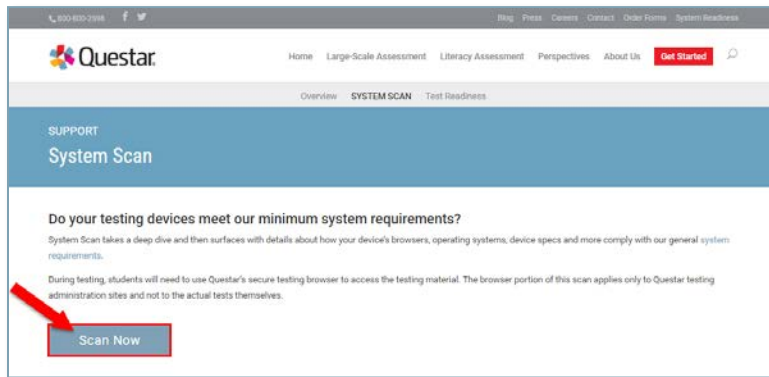 800-800-2598
Blog Press Careers Contact Order Forms System Readiness
Questar
Home Large-Scale Assessment Literacy Assessment Perspectives About Us Get Started
Overview SYSTEM SCAN Test Readiness
SUPPORT
System Scan
Do your testing devices meet our minimum system requirements?
System Scan takes a deep dive and then surfaces with details about how your device's browsers, operating systems, device specs and more comply with our general system
requirements.
During testing, students will need to use Questar's secure testing browser to access the testing material. The browser portion of this scan applies only to Questar testing
administration sites and not to the actual tests themselves.
Scan Now